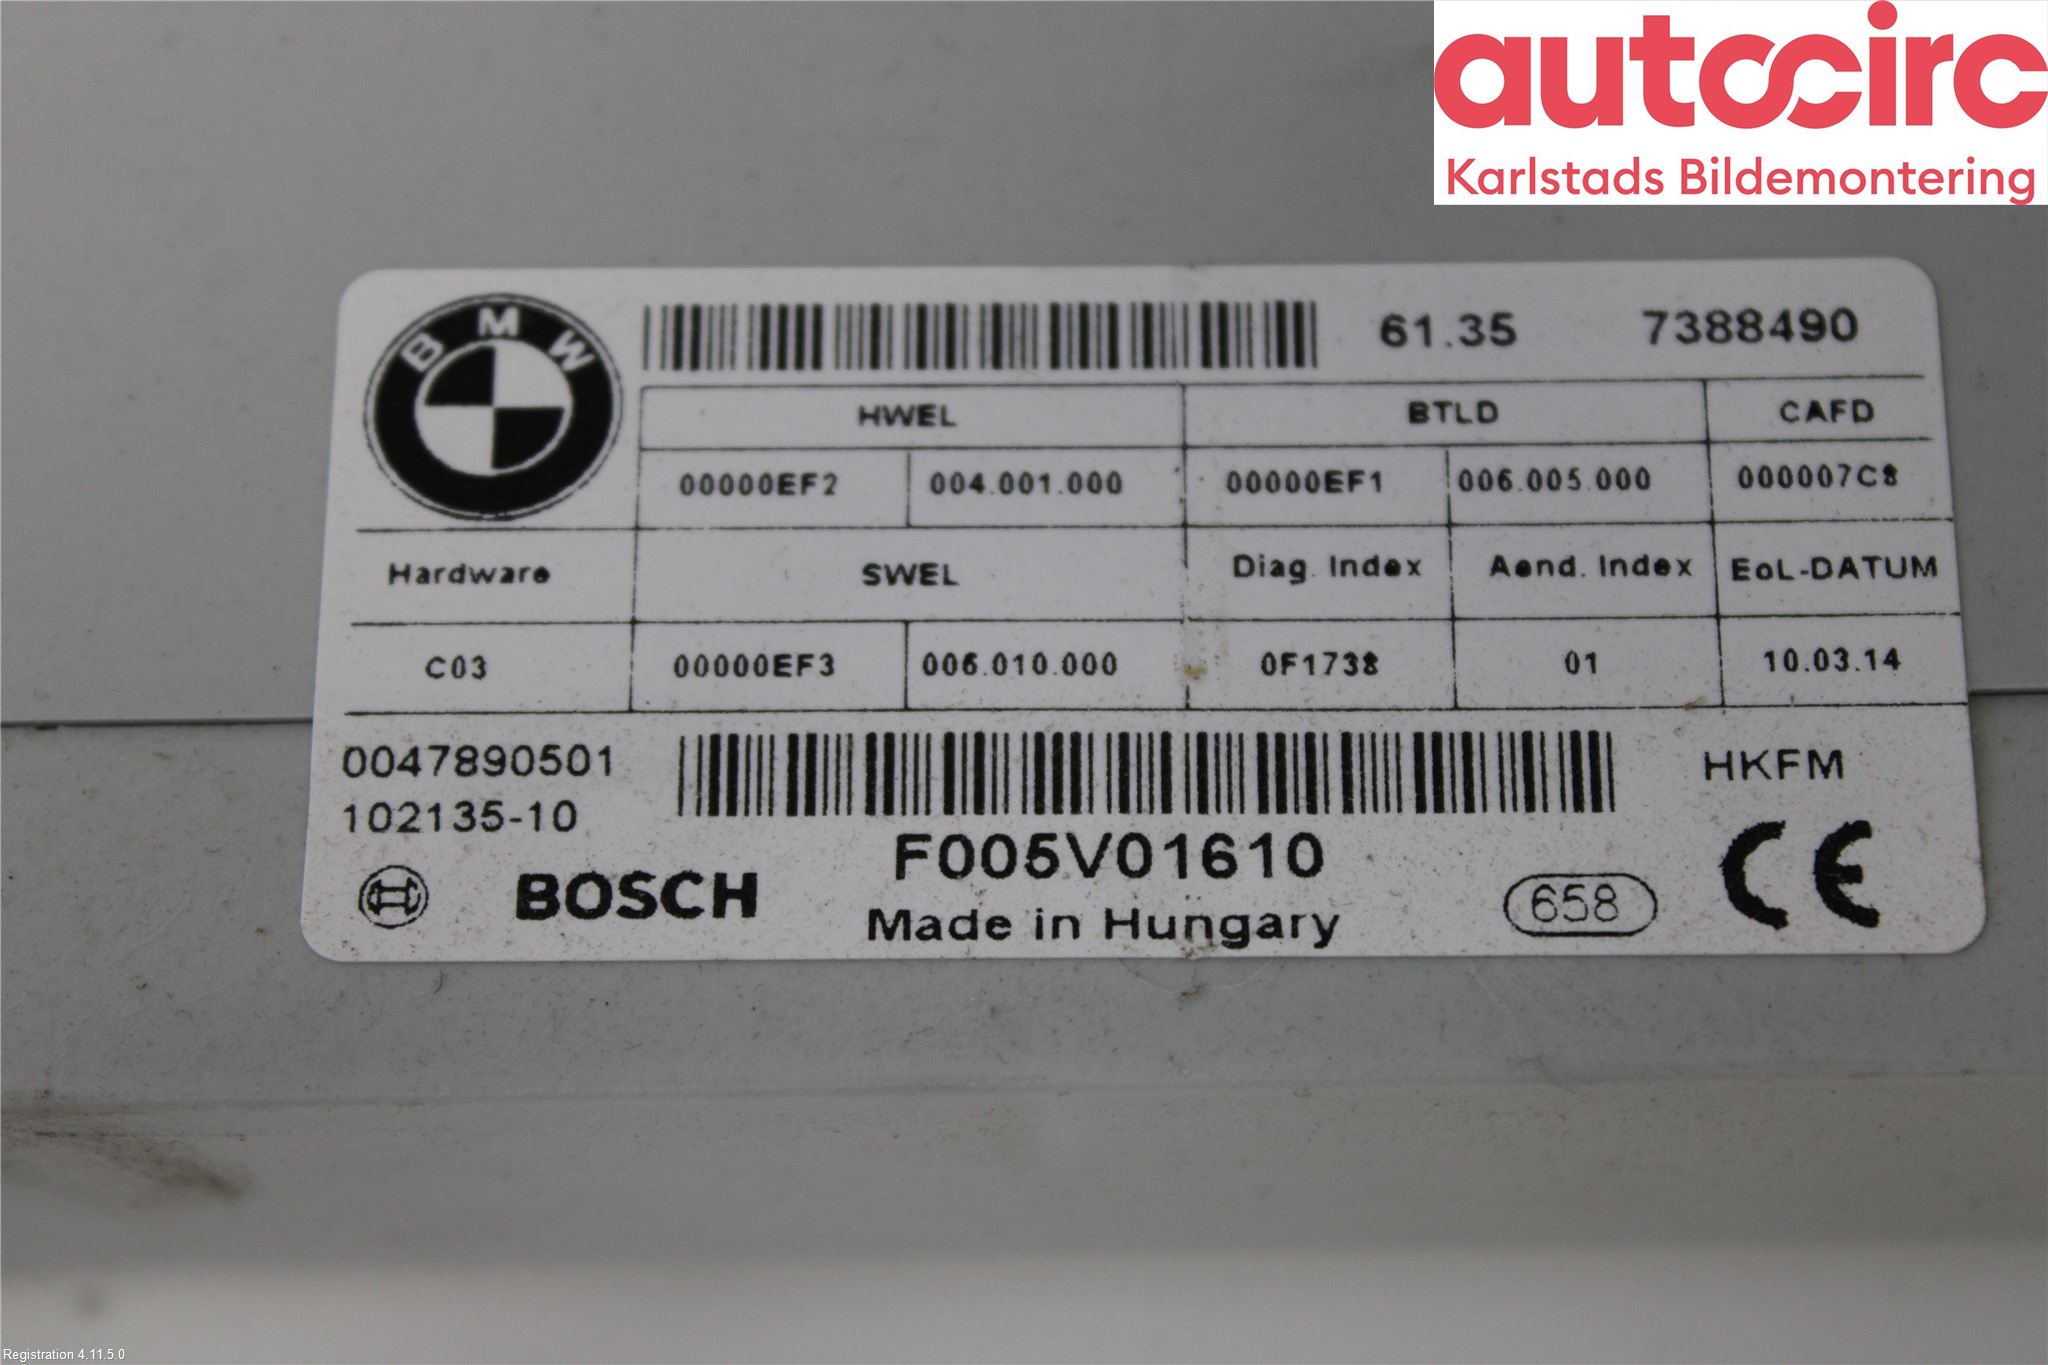 autocirc
Karlstads Bildemontering
BMW
61.35 7388490
HWEL BTLD CAFD
00000EF2 004.001.000 00000EF1 006.005.000 000007C8
Hardware SWEL Diag. Index Aend. Index EoL-DATUM
C03 00000EF3 006.010.000 0F1738 01 10.03.14
0047890501 HKFM
102135-10
F005V01610
BOSCH Made in Hungary 658 CE
Registration 4.11.5.0